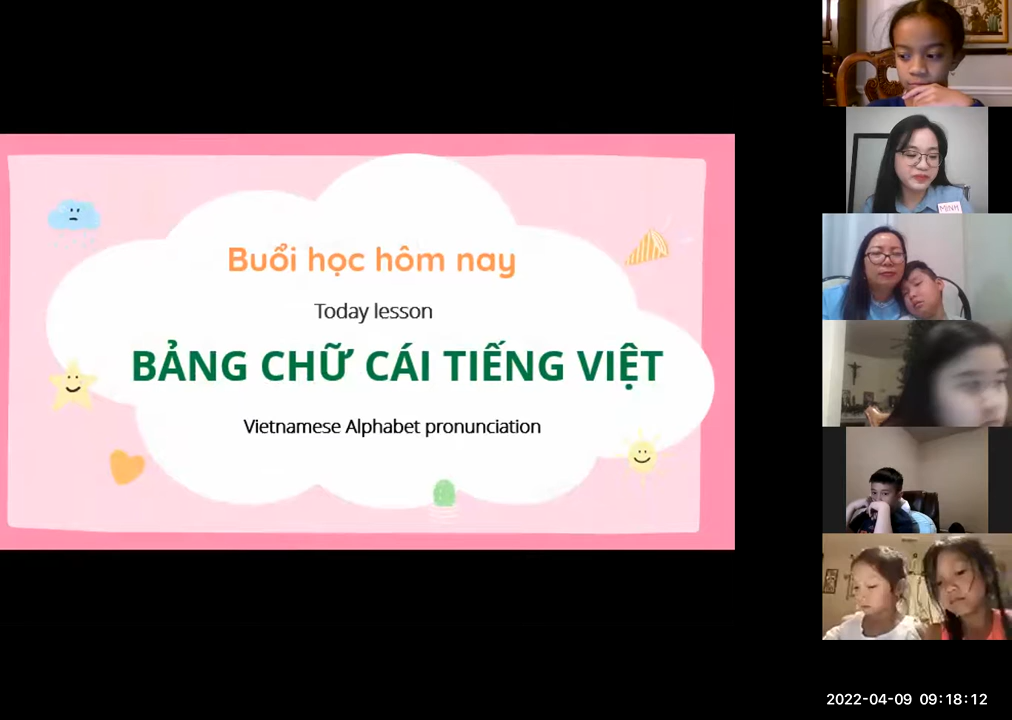 Buổi học hôm nay
Today lesson
BẢNG CHỮ CÁI TIẾNG VIỆT
Vietnamese Alphabet pronunciation
MINH
2022-04-09 09:18:12